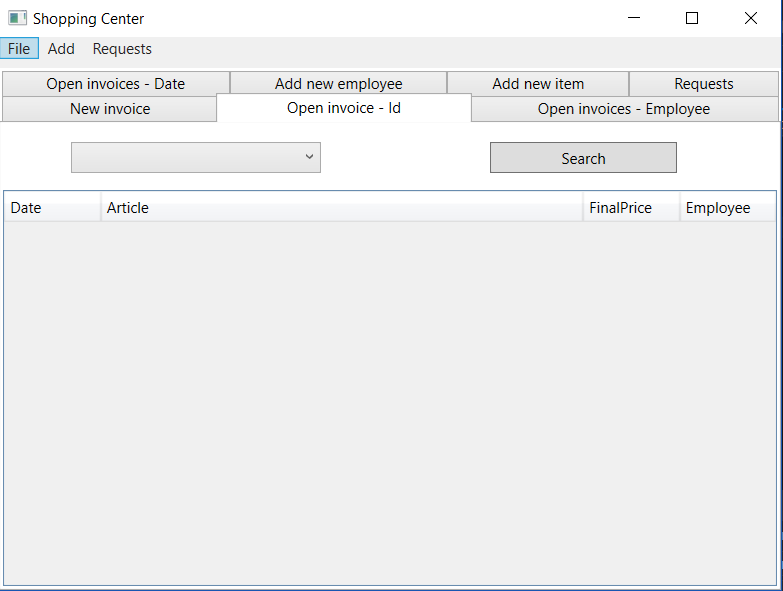 Shopping Center
File Add Requests
Open invoices - Date Add new employee Add new item Requests
New invoice Open invoice - Id Open invoices - Employee
Search
Date Article FinalPrice Employee